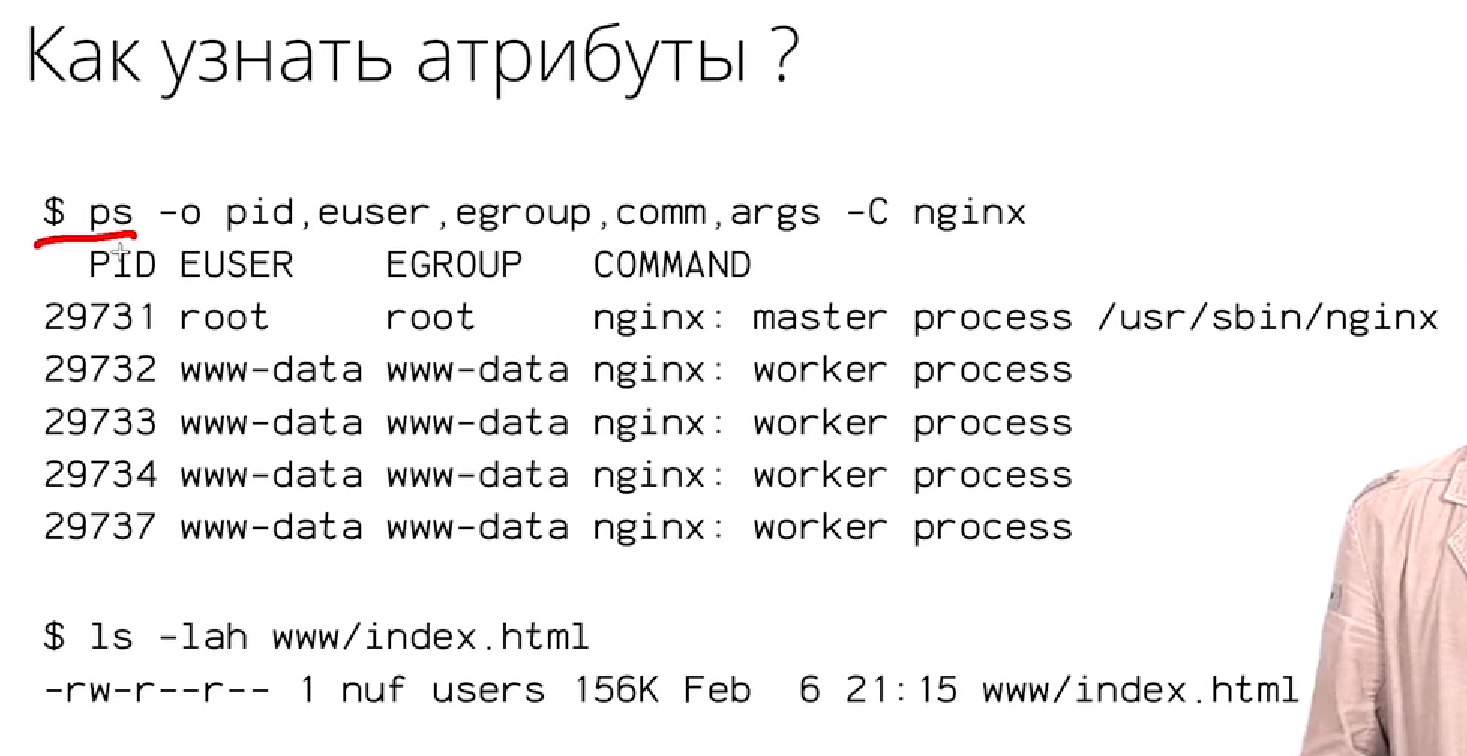 Как узнать атрибуты ?
$ ps -o pid,euser,egroup,comm,args -C nginx
PID EUSER EGROUP COMMAND
29731 root root nginx: master process /usr/sbin/nginx
29732 www-data www-data nginx: worker process
29733 www-data www-data nginx: worker process
29734 www-data www-data nginx: worker process
29737 www-data www-data nginx: worker process
$ ls -lah www/index.html
-rw-r--r-- 1 nuf users 156K Feb 6 21:15 www/index.html